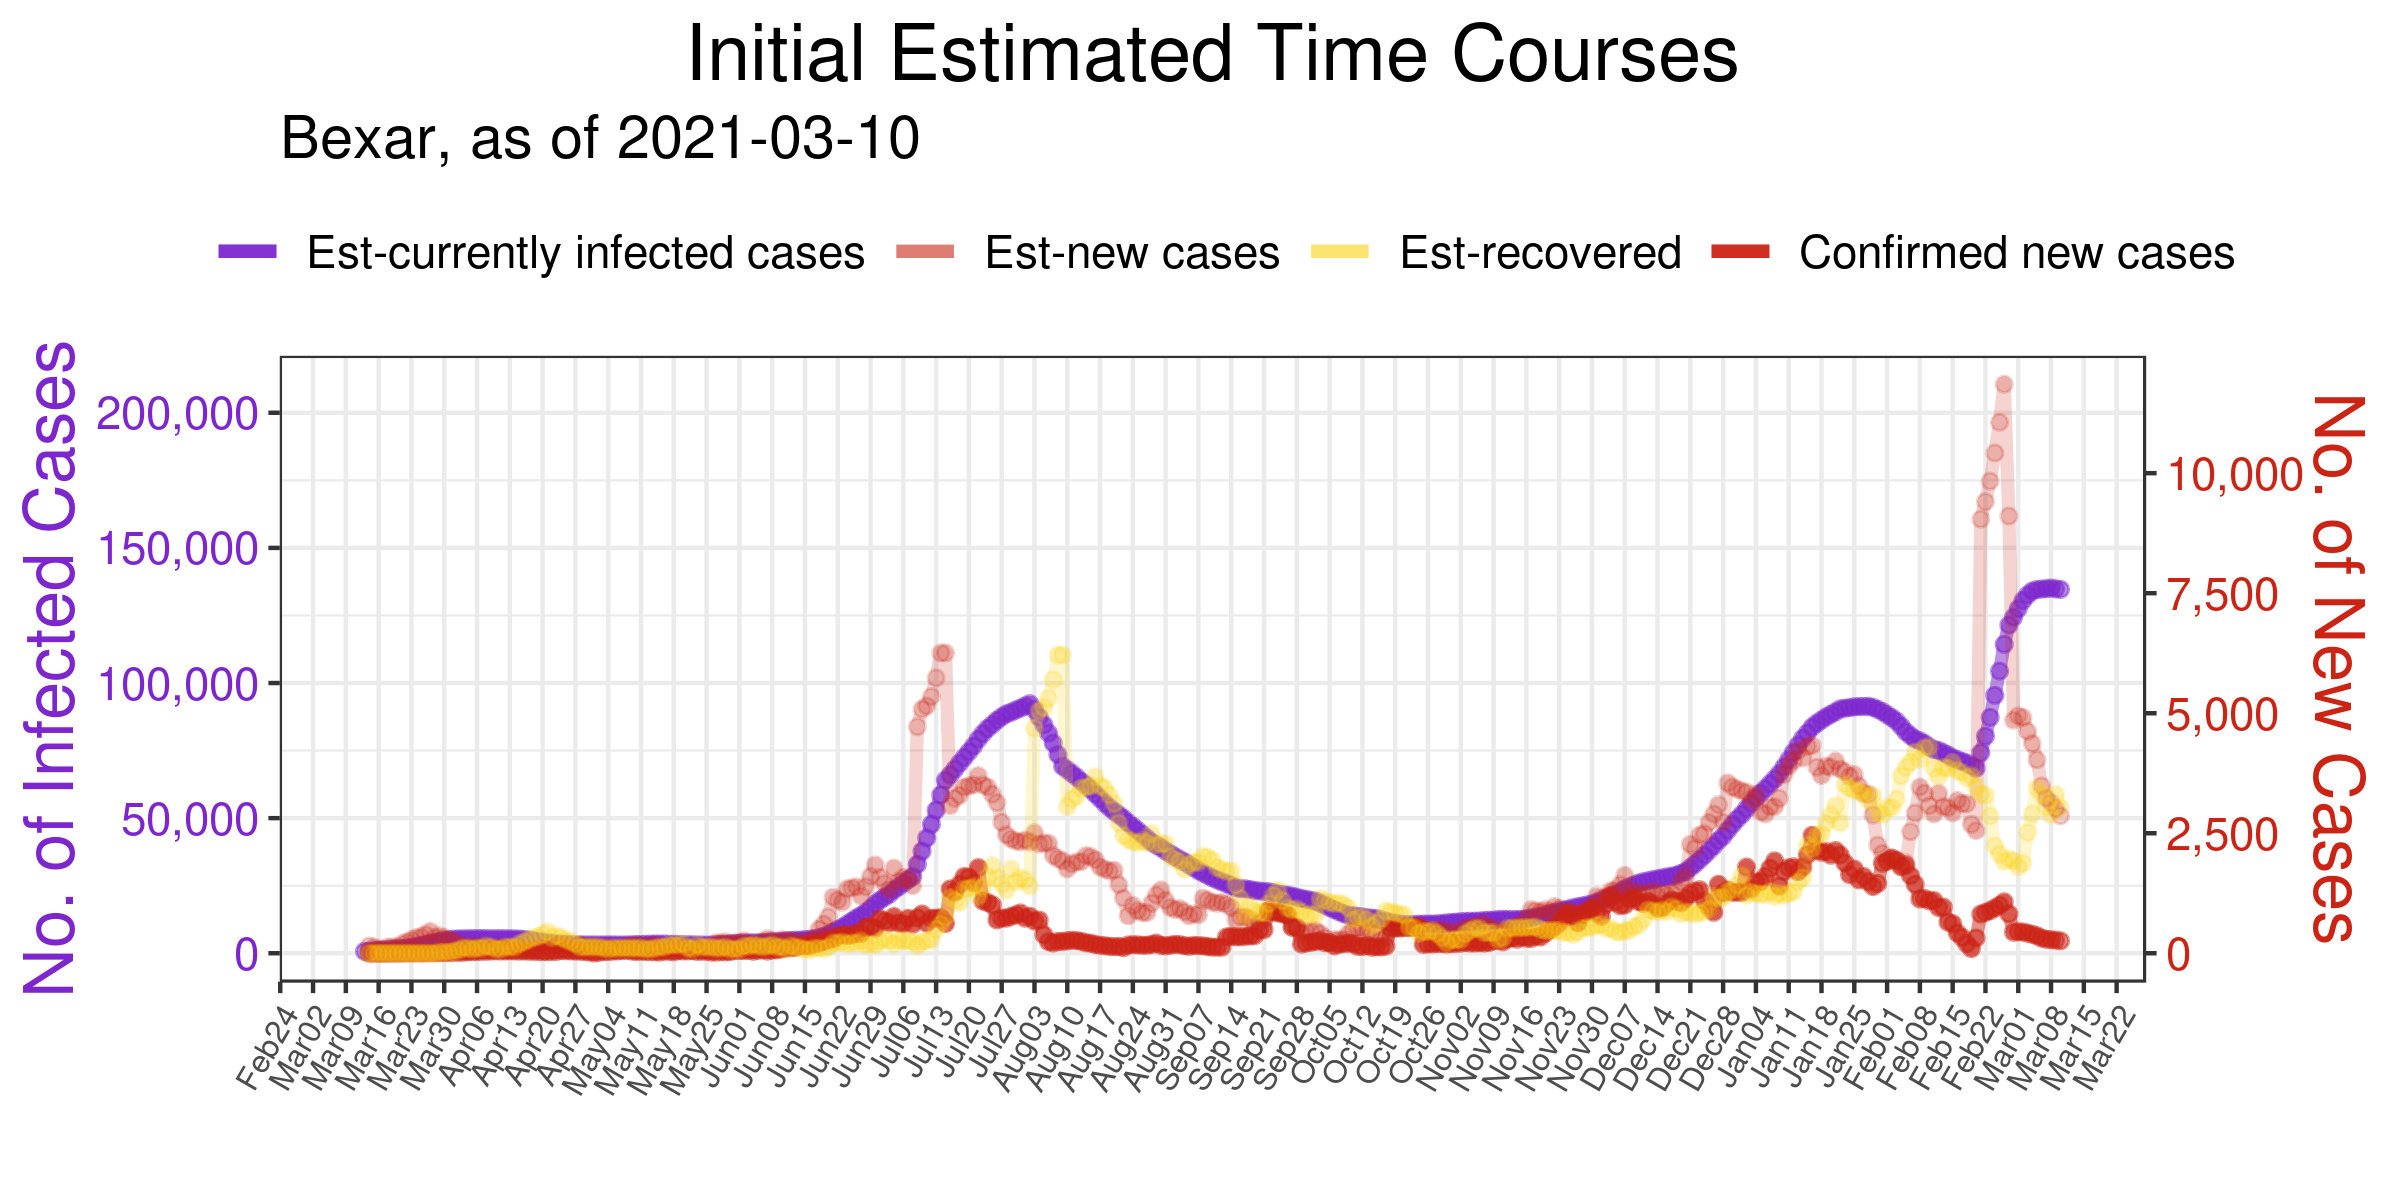 Initial Estimated Time Courses
Bexar, as of 2021-03-10
Est-currently infected cases
Est-new cases
Est-recovered
Confirmed new cases
No. of Infected Cases
200,000
150,000
100,000
50,000
0
10,000
7,500
5,000
2,500
0
No. of New Cases
Feb24
Mar02
Mar09
Mar16
Mar23
Mar30
Apr06
Apr13
Apr20
Apr27
May04
May11
May18
May25
Jun01
Jun08
Jun15
Jun22
Jun29
Jul06
Jul13
Jul20
Jul27
Aug03
Aug10
Aug17
Aug24
Aug31
Sep07
Sep14
Sep21
Sep28
Oct05
Oct12
Oct19
Oct26
Nov02
Nov09
Nov16
Nov23
Nov30
Dec07
Dec14
Dec21
Dec28
Jan04
Jan11
Jan18
Jan25
Feb01
Feb08
Feb15
Feb22
Mar01
Mar08
Mar15
Mar22